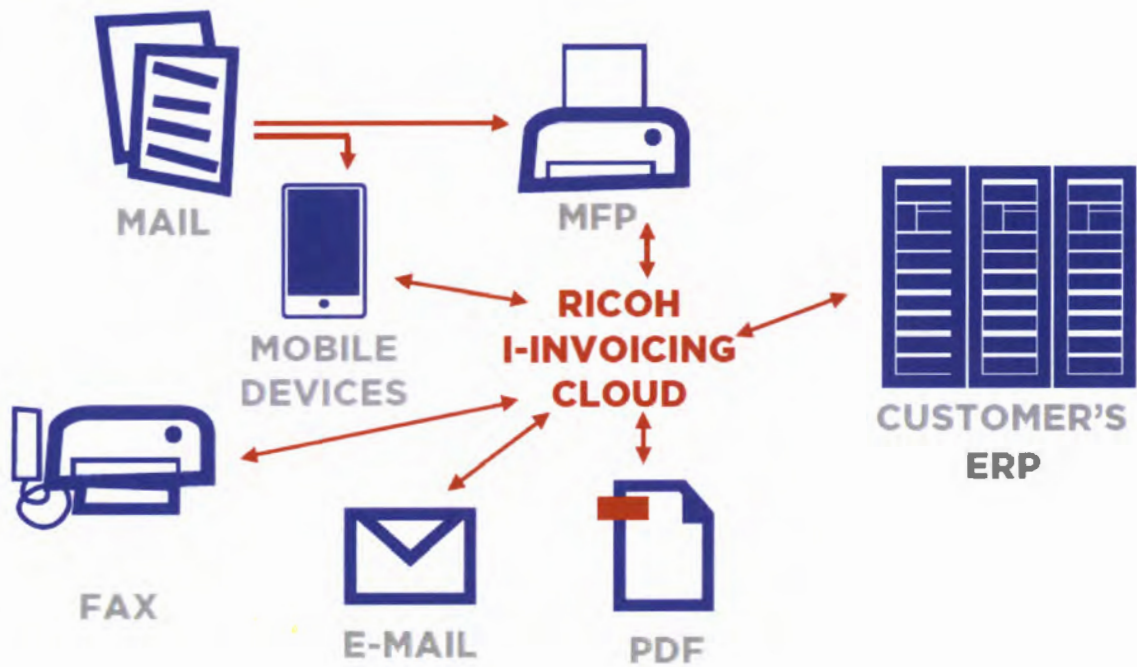 MAIL
MFP
MOBILE
DEVICES
RICOH
I-INVOICING
CLOUD
CUSTOMER'S
ERP
FAX
E-MAIL
PDF